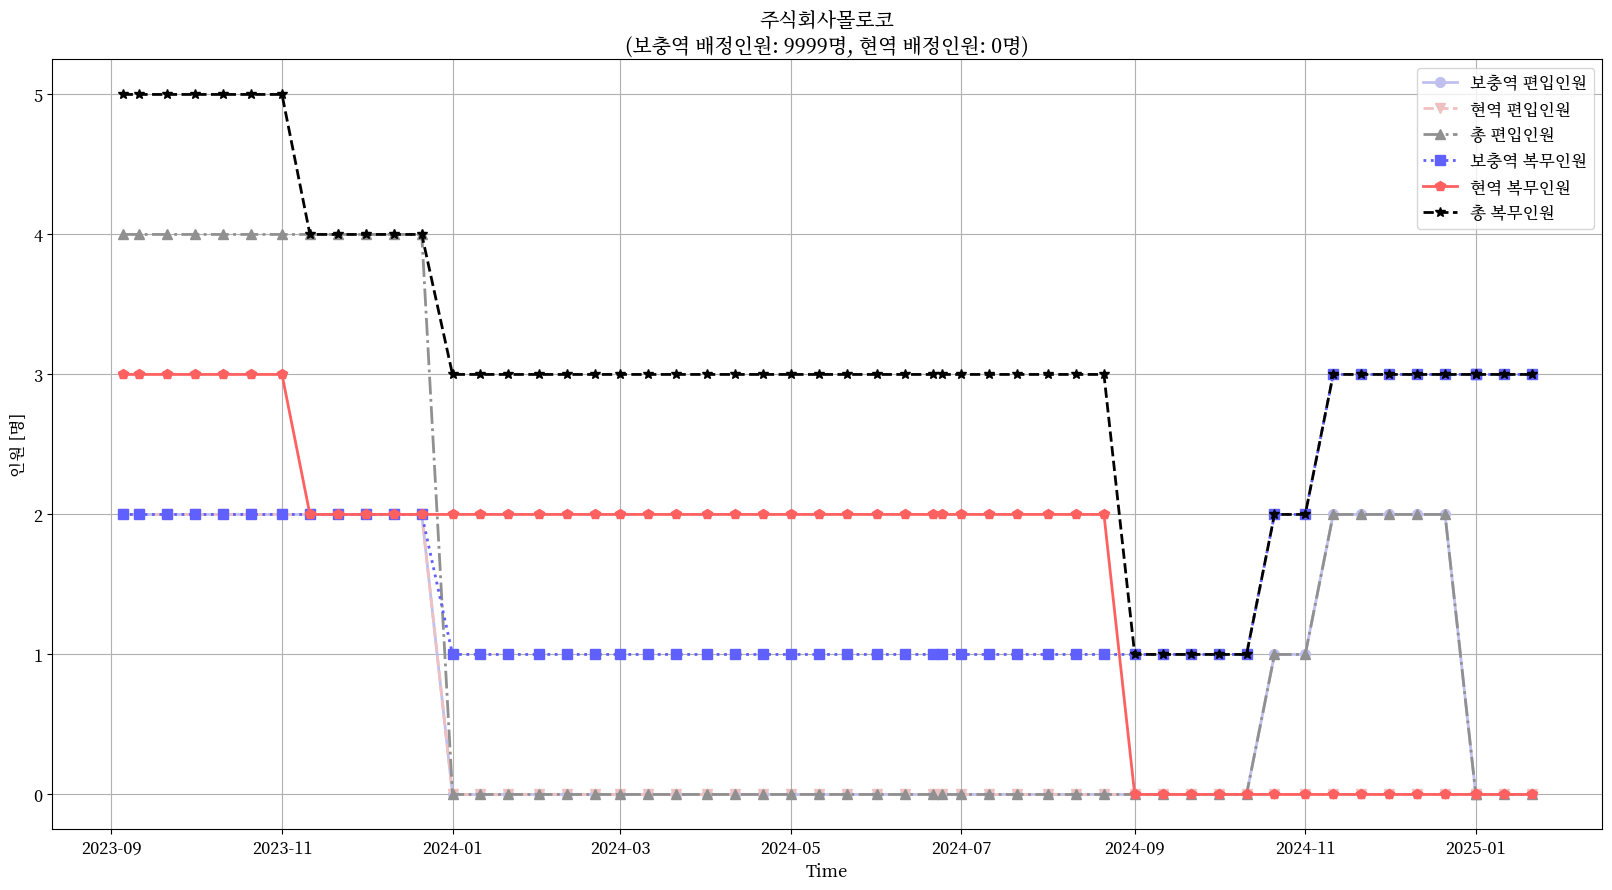 주식회사몰로코
(보충역 배정인원: 9999명, 현역 배정인원: 0명)
보충역 편입인원
현역 편입인원
총 편입인원
보충역 복무인원
현역 복무인원
총 복무인원
인원 [명]
5
4
3
2
1
0
2023-09
2023-11
2024-01
2024-03
2024-05
2024-07
2024-09
2024-11
2025-01
Time